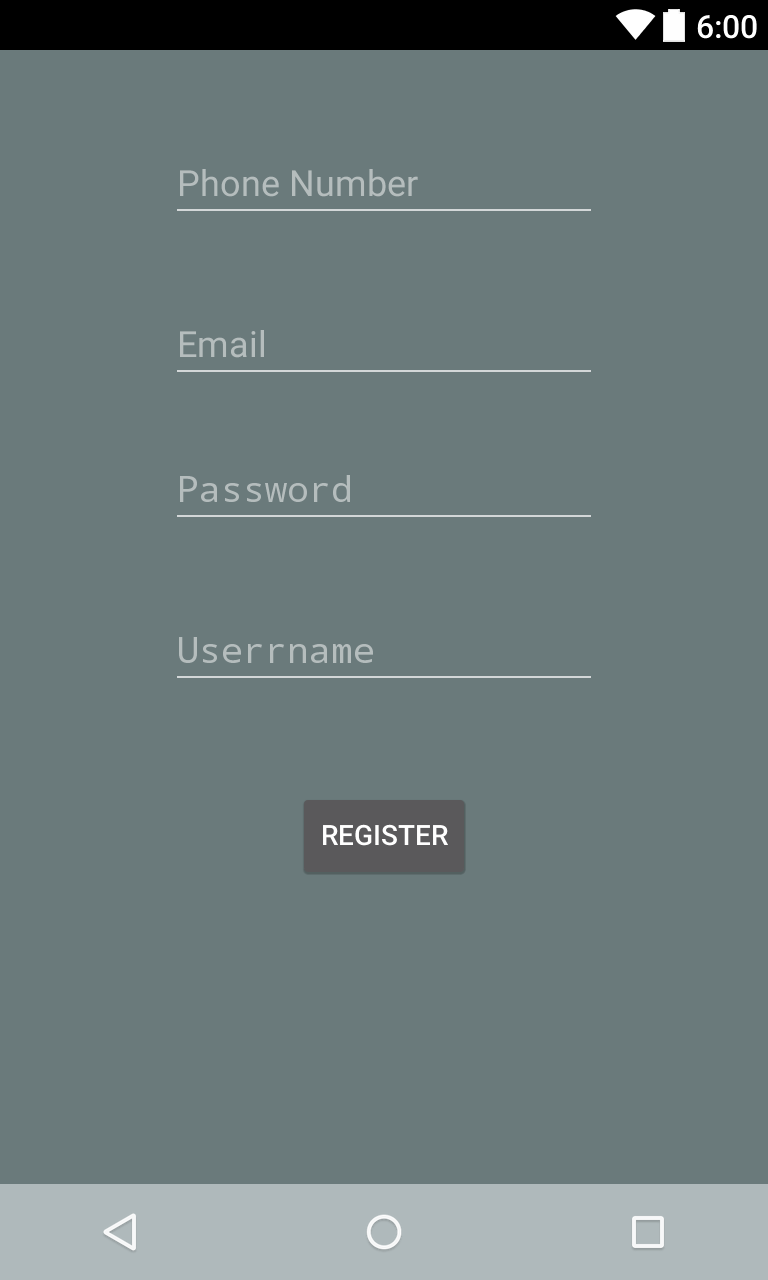 6:00
Phone Number
Email
Password
Userrname
REGISTER